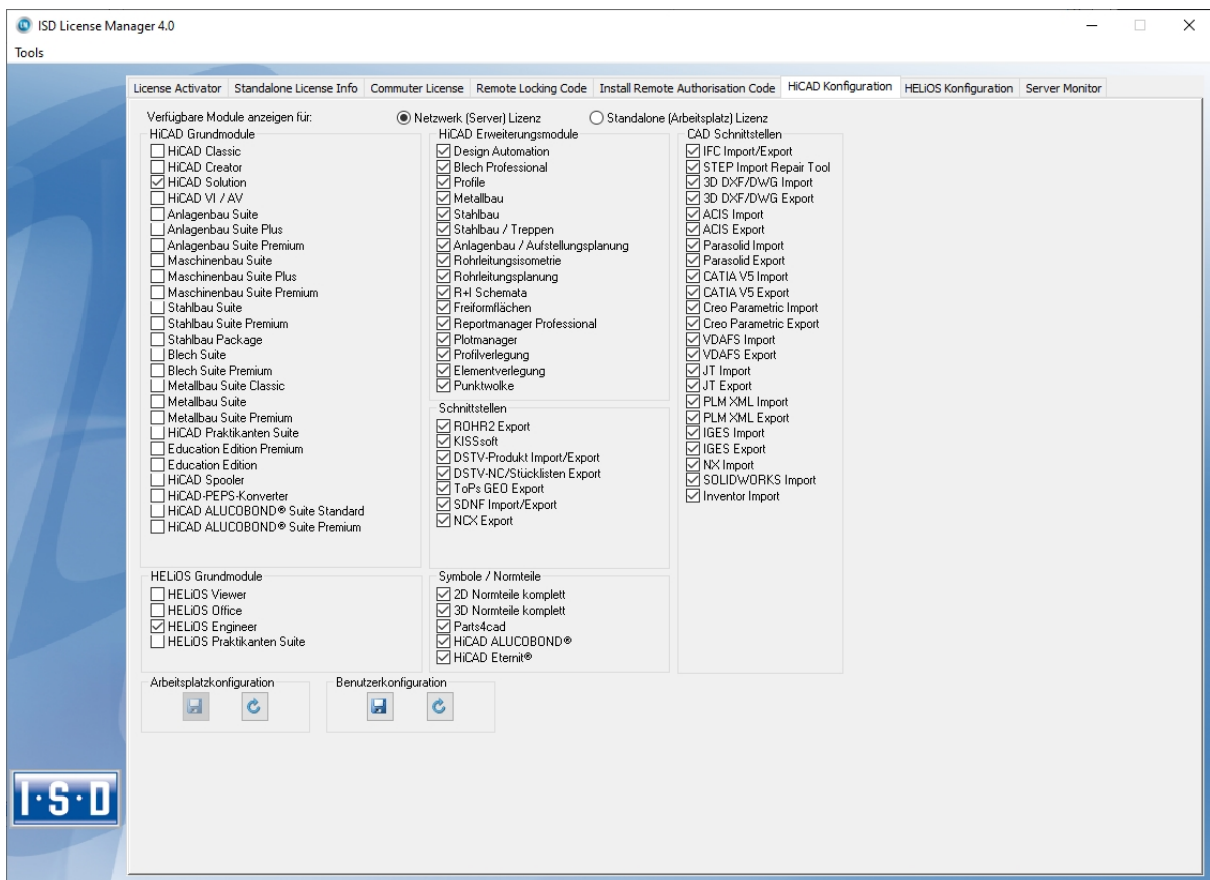 ISD License Manager 4.0
Tools
License Activator Standalone License Info Commuter License Remote Locking Code Install Remote Authorisation Code HiCAD Konfiguration HELiOS Konfiguration Server Monitor
Verfügbare Module anzeigen für: Netzwerk (Server) Lizenz Standalone (Arbeitsplatz) Lizenz
HiCAD Grundmodule
HiCAD Classic
HiCAD Creator
HiCAD Solution
HiCAD VI / AV
Anlagenbau Suite
Anlagenbau Suite Plus
Anlagenbau Suite Premium
Maschinenbau Suite
Maschinenbau Suite Plus
Maschinenbau Suite Premium
Stahlbau Suite
Stahlbau Suite Premium
Stahlbau Package
Blech Suite
Blech Suite Premium
Metallbau Suite Classic
Metallbau Suite
Metallbau Suite Premium
HiCAD Praktikanten Suite
Education Edition Premium
Education Edition
HiCAD Spooler
HiCAD-PEPS-Konverter
HiCAD ALUCOBOND® Suite Standard
HiCAD ALUCOBOND® Suite Premium
HiCAD Erweiterungsmodule
Design Automation
Blech Professional
Profile
Metallbau
Stahlbau
Stahlbau / Treppen
Anlagenbau / Aufstellungsplanung
Rohrleitungsisometrie
Rohrleitungsplanung
R+I Schemata
Freiformflächen
Reportmanager Professional
Plotmanager
Profilverlegung
Elementverlegung
Punktwolke
Schnittstellen
ROHR2 Export
KISSsoft
DSTV-Produkt Import/Export
DSTV-NC/Stücklisten Export
ToPs GEO Export
SDNF Import/Export
NCX Export
CAD Schnittstellen
IFC Import/Export
STEP Import Repair Tool
3D DXF/DWG Import
3D DXF/DWG Export
ACIS Import
ACIS Export
Parasolid Import
Parasolid Export
CATIA V5 Import
CATIA V5 Export
Creo Parametric Import
Creo Parametric Export
VDAFS Import
VDAFS Export
JT Import
JT Export
PLM XML Import
PLM XML Export
IGES Import
IGES Export
NX Import
SOLIDWORKS Import
Inventor Import
HELiOS Grundmodule
HELiOS Viewer
HELiOS Office
HELiOS Engineer
HELiOS Praktikanten Suite
Symbole / Normteile
2D Normteile komplett
3D Normteile komplett
Parts4cad
HiCAD ALUCOBOND®
HiCAD Eternit®
Arbeitsplatzkonfiguration Benutzerkonfiguration
I·S·D